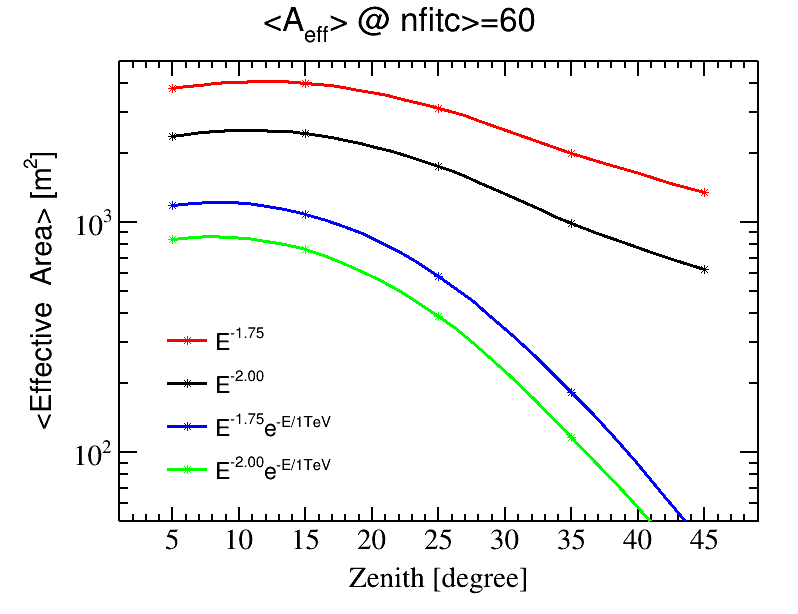 <A_eff> @ nfitc>=60
<Effective Area> [m²]
10³
10²
E^-1.75
E^-2.00
E^-1.75 e^-E/1TeV
E^-2.00 e^-E/1TeV
5 10 15 20 25 30 35 40 45
Zenith [degree]